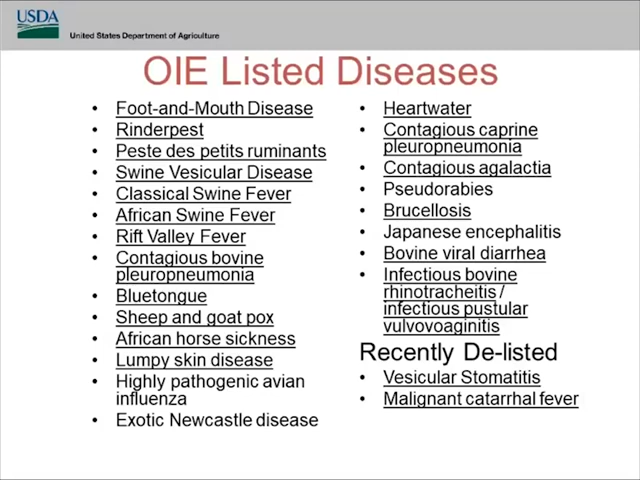 USDA
United States Department of Agriculture
OIE Listed Diseases
• Foot-and-Mouth Disease
• Rinderpest
• Peste des petits ruminants
• Swine Vesicular Disease
• Classical Swine Fever
• African Swine Fever
• Rift Valley Fever
• Contagious bovine
pleuropneumonia
• Bluetongue
• Sheep and goat pox
• African horse sickness
• Lumpy skin disease
• Highly pathogenic avian
influenza
• Exotic Newcastle disease
• Heartwater
• Contagious caprine
pleuropneumonia
• Contagious agalactia
• Pseudorabies
• Brucellosis
• Japanese encephalitis
• Bovine viral diarrhea
• Infectious bovine
rhinotracheitis /
infectious pustular
vulvovoaginitis
Recently De-listed
• Vesicular Stomatitis
• Malignant catarrhal fever